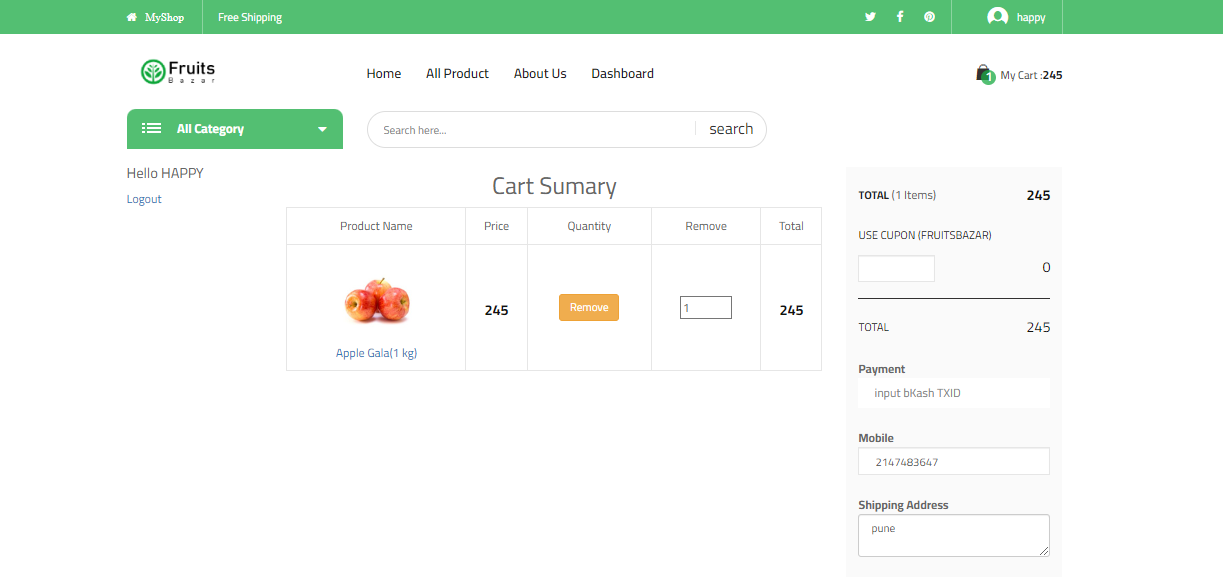 MyShop Free Shipping happy
Fruits
Bazar
Home All Product About Us Dashboard
1 My Cart :245
All Category
Search here... search
Hello HAPPY
Logout
Cart Sumary
Product Name Price Quantity Remove Total
245 Remove 1 245
Apple Gala(1 kg)
TOTAL (1 Items) 245
USE CUPON (FRUITSBAZAR)
0
TOTAL 245
Payment
input bKash TXID
Mobile
2147483647
Shipping Address
pune